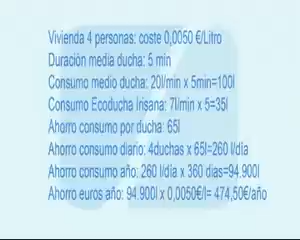 Vivienda 4 personas: coste 0,0050 €/Litro
Duración media ducha: 5 min
Consumo medio ducha: 20l/min x 5min=100l
Consumo Ecoducha Irisana: 7l/min x 5=35l
Ahorro consumo por ducha: 65l
Ahorro consumo diario: 4duchas x 65l=260 l/día
Ahorro consumo año: 260 l/día x 360 dias=94.900l
Ahorro euros año: 94.900l x 0,0050€/l= 474,50€/año